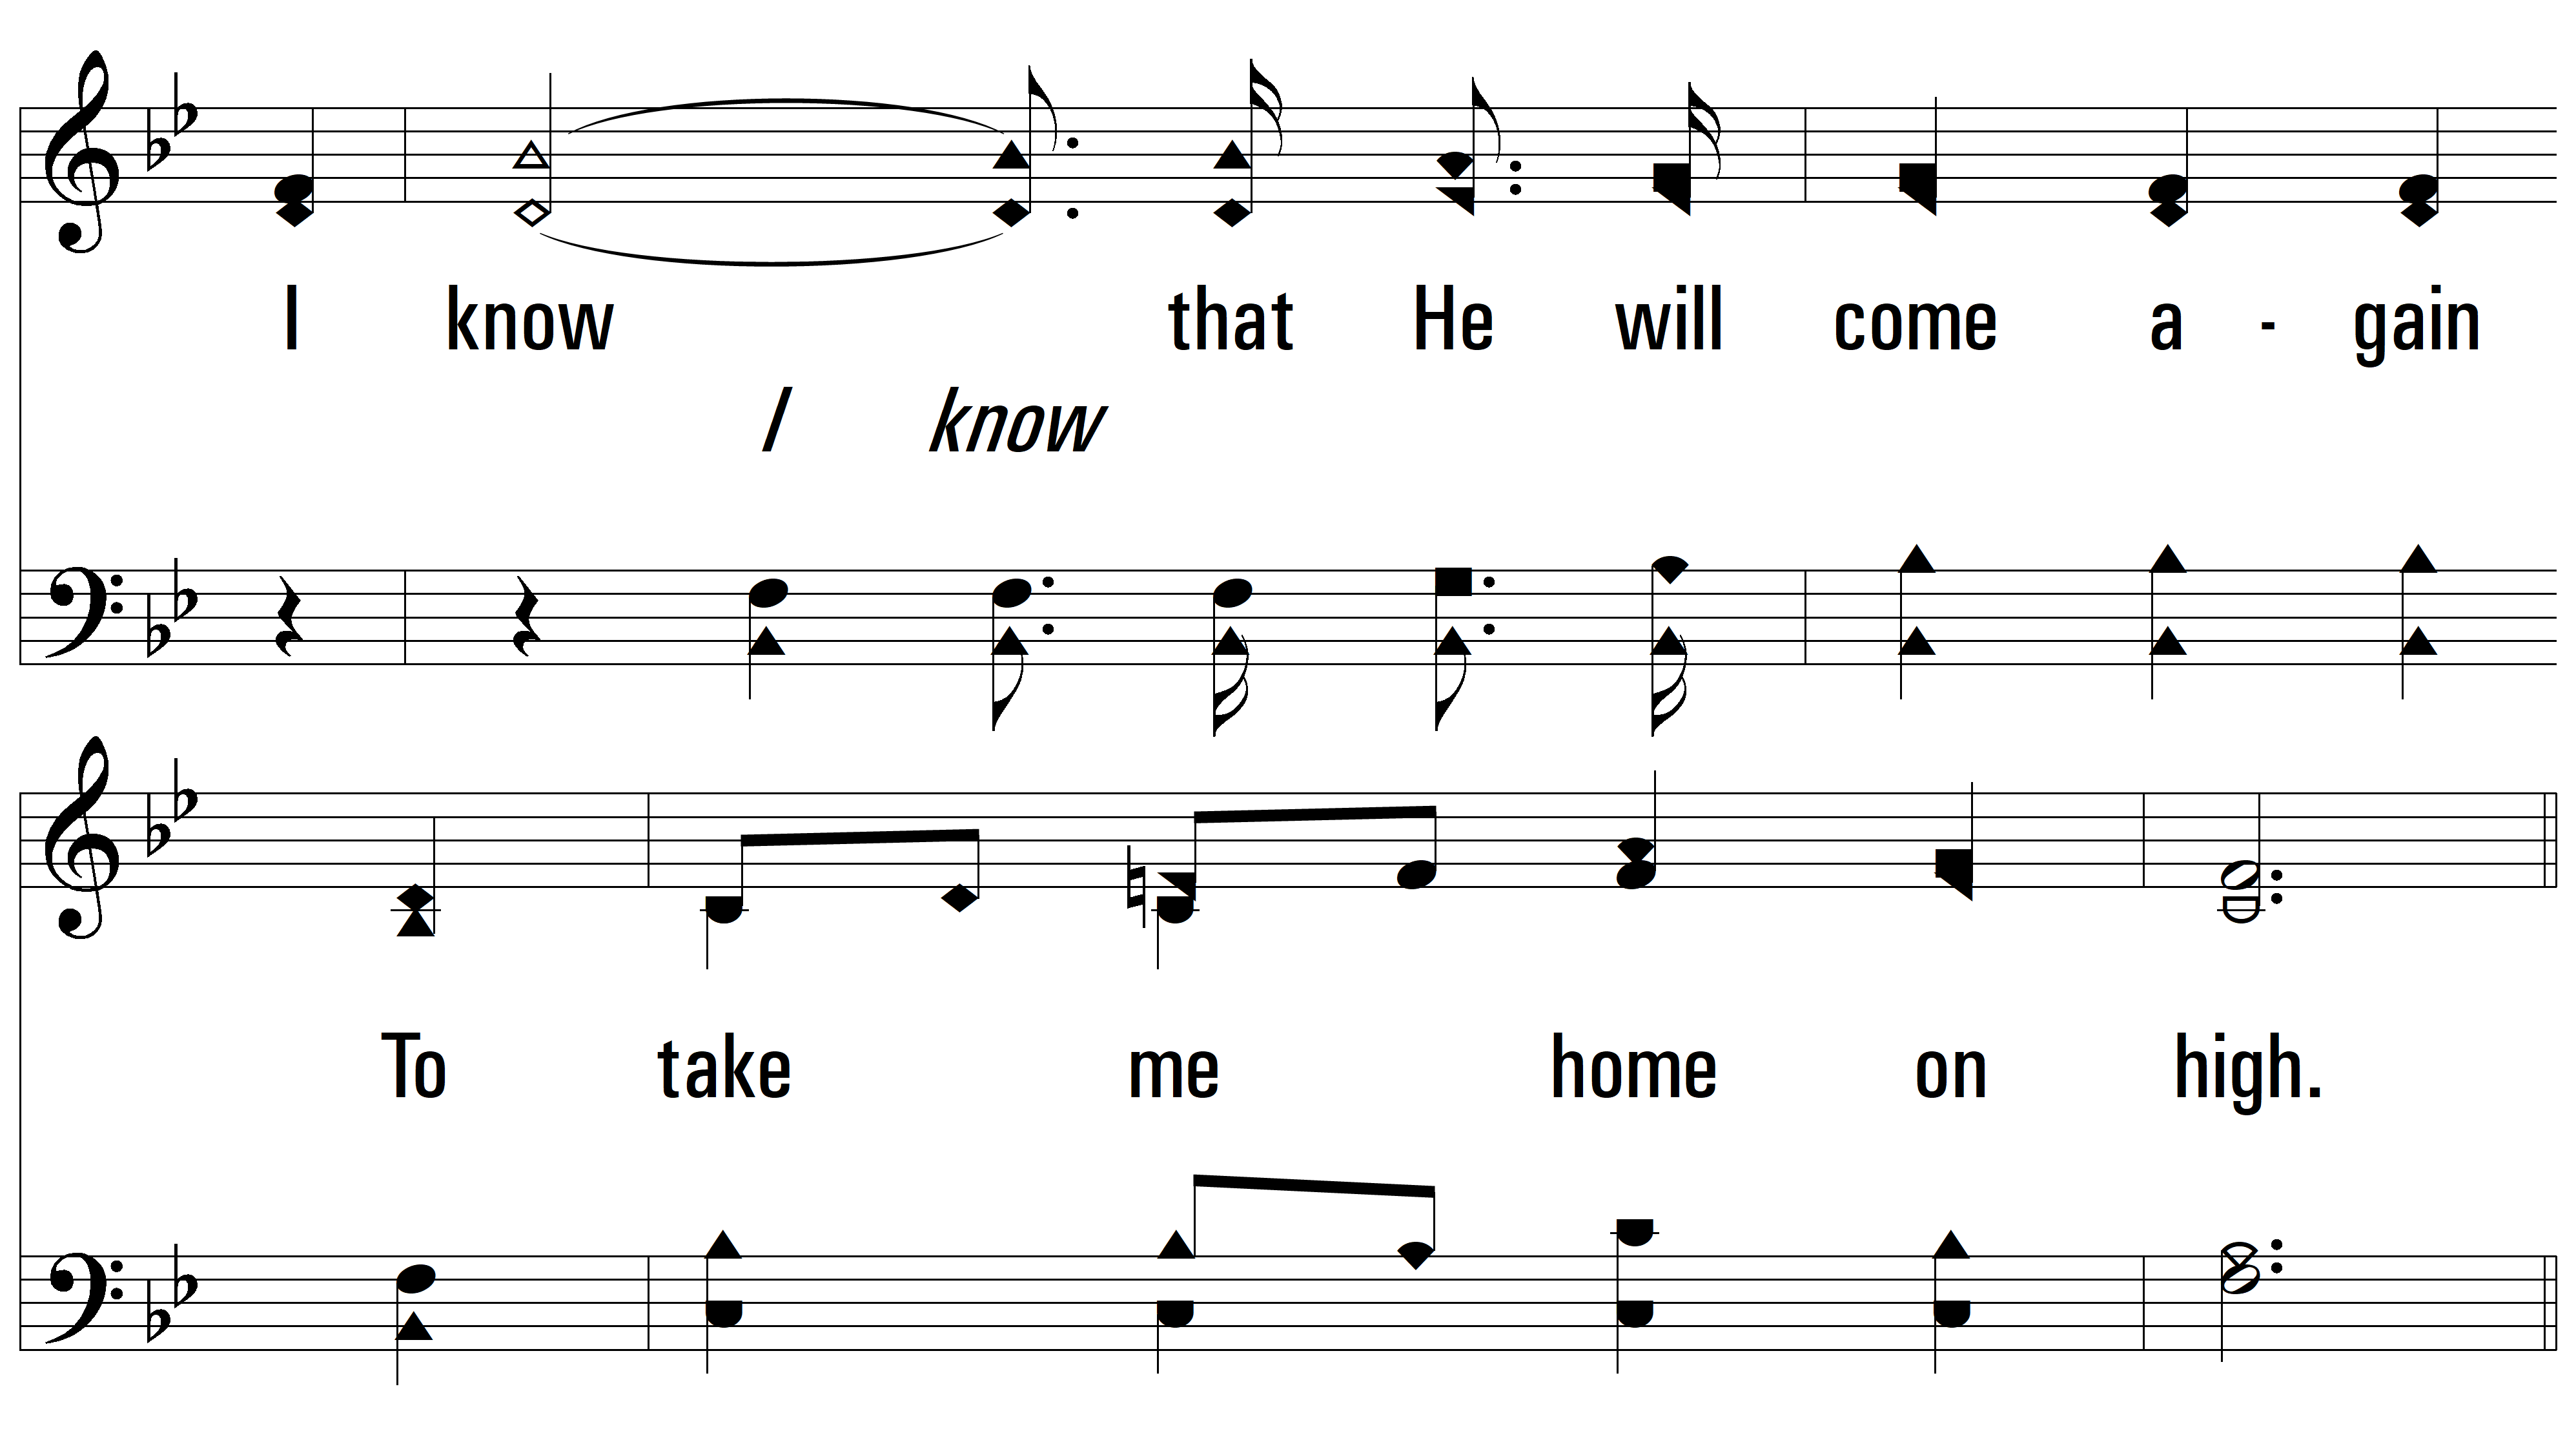 I know that He will come a - gain
I know
To take me home on high.